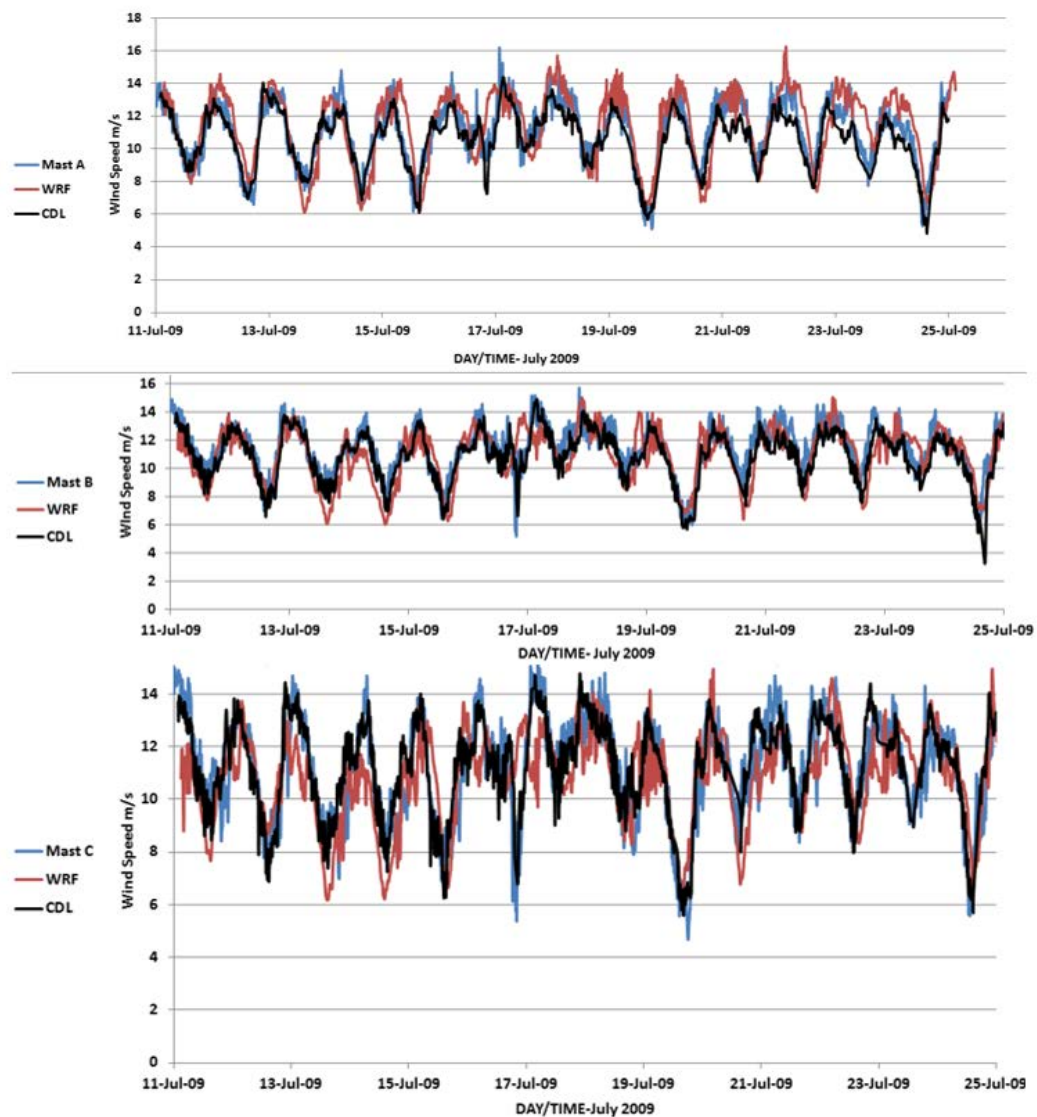 18
16
14
12
10
8
6
4
2
0
Wind Speed m/s
Mast A
WRF
CDL
11-Jul-09 13-Jul-09 15-Jul-09 17-Jul-09 19-Jul-09 21-Jul-09 23-Jul-09 25-Jul-09
DAY/TIME- July 2009
16
14
12
10
8
6
4
2
0
Wind Speed m/s
Mast B
WRF
CDL
11-Jul-09 13-Jul-09 15-Jul-09 17-Jul-09 19-Jul-09 21-Jul-09 23-Jul-09 25-Jul-09
DAY/TIME- July 2009
14
12
10
8
6
4
2
0
Wind Speed m/s
Mast C
WRF
CDL
11-Jul-09 13-Jul-09 15-Jul-09 17-Jul-09 19-Jul-09 21-Jul-09 23-Jul-09 25-Jul-09
DAY/TIME-July 2009